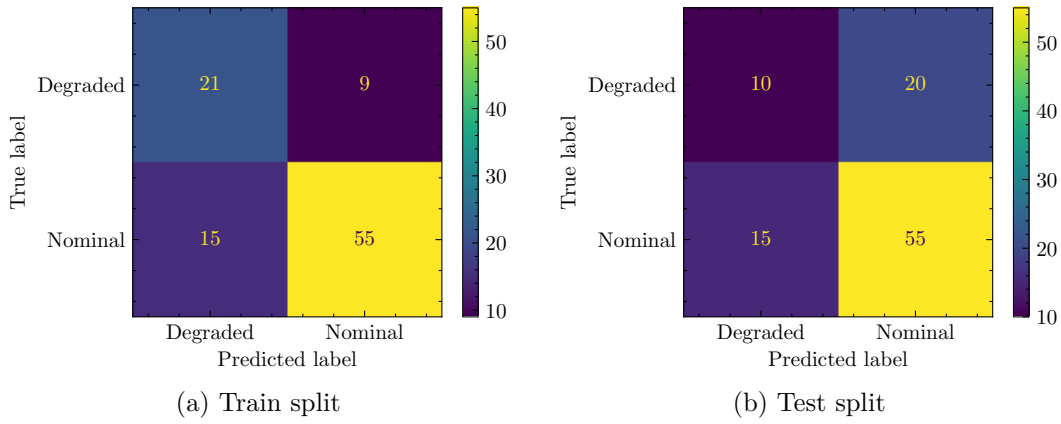 Degraded
Nominal
True label
21
9
15
55
Degraded
Nominal
Predicted label
50
40
30
20
10
(a) Train split
Degraded
Nominal
True label
10
20
15
55
Degraded
Nominal
Predicted label
50
40
30
20
10
(b) Test split